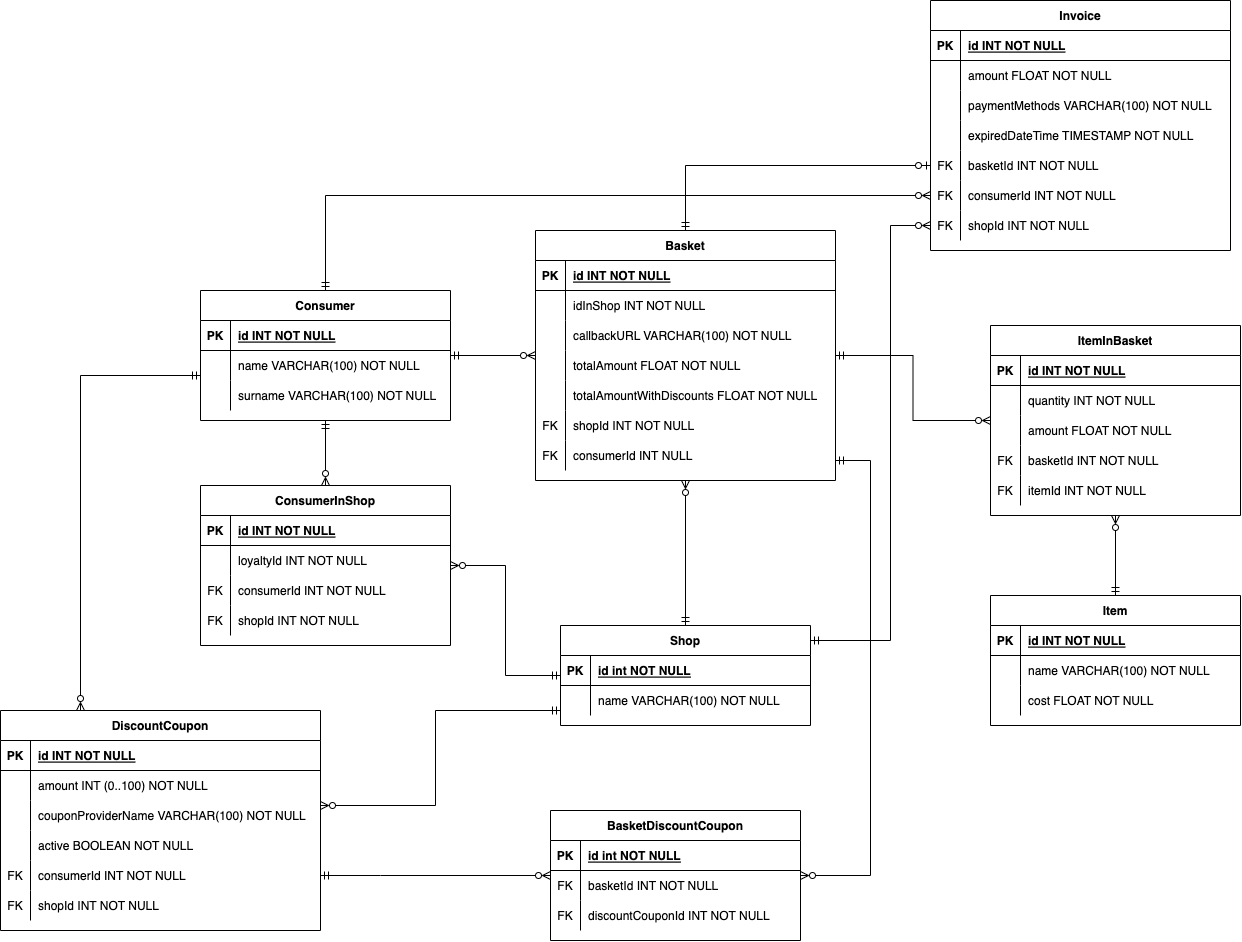 Invoice
PK id INT NOT NULL
amount FLOAT NOT NULL
paymentMethods VARCHAR(100) NOT NULL
expiredDateTime TIMESTAMP NOT NULL
FK basketId INT NOT NULL
FK consumerId INT NOT NULL
FK shopId INT NOT NULL
Basket
PK id INT NOT NULL
idInShop INT NOT NULL
callbackURL VARCHAR(100) NOT NULL
totalAmount FLOAT NOT NULL
totalAmountWithDiscounts FLOAT NOT NULL
FK shopId INT NOT NULL
FK consumerId INT NULL
Consumer
PK id INT NOT NULL
name VARCHAR(100) NOT NULL
surname VARCHAR(100) NOT NULL
ItemInBasket
PK id INT NOT NULL
quantity INT NOT NULL
amount FLOAT NOT NULL
FK basketId INT NOT NULL
FK itemId INT NOT NULL
ConsumerInShop
PK id INT NOT NULL
loyaltyId INT NOT NULL
FK consumerId INT NOT NULL
FK shopId INT NOT NULL
Shop
PK id int NOT NULL
name VARCHAR(100) NOT NULL
Item
PK id INT NOT NULL
name VARCHAR(100) NOT NULL
cost FLOAT NOT NULL
DiscountCoupon
PK id INT NOT NULL
amount INT (0..100) NOT NULL
couponProviderName VARCHAR(100) NOT NULL
active BOOLEAN NOT NULL
FK consumerId INT NOT NULL
FK shopId INT NOT NULL
BasketDiscountCoupon
PK id int NOT NULL
FK basketId INT NOT NULL
FK discountCouponId INT NOT NULL